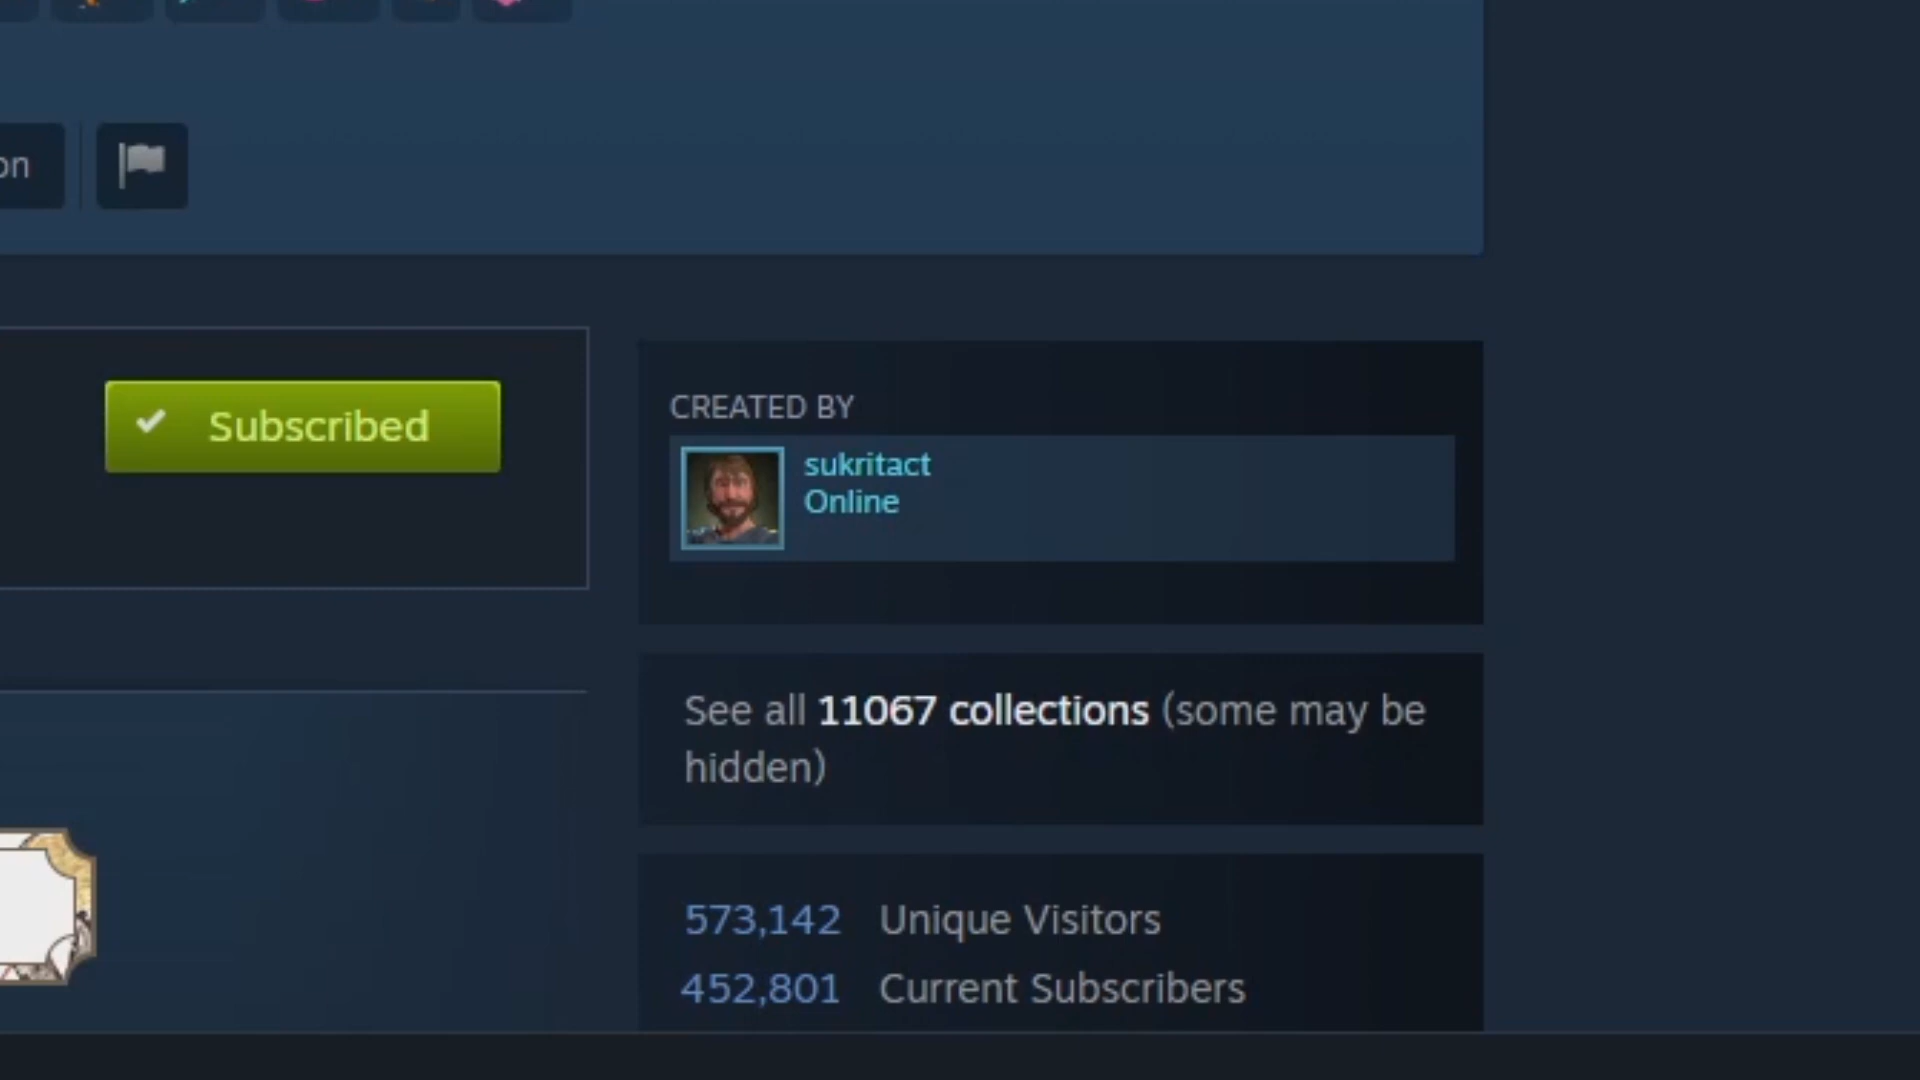 on
Subscribed
CREATED BY
sukritact
Online
See all 11067 collections (some may be
hidden)
573,142 Unique Visitors
452,801 Current Subscribers